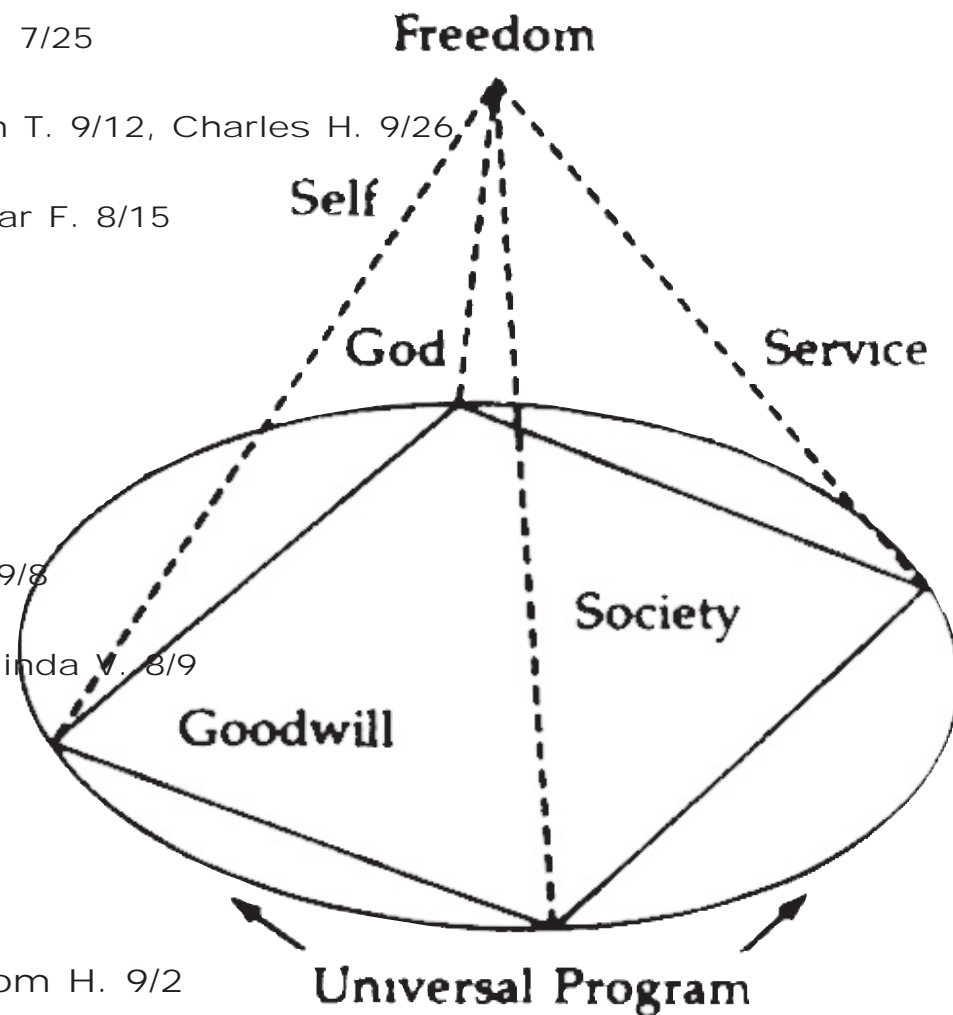 Freedom
7/25
T. 9/12, Charles H. 9/26
Self
F. 8/15
God
Service
9/8
Society
V. 8/9
Goodwill
H. 9/2
Universal Program